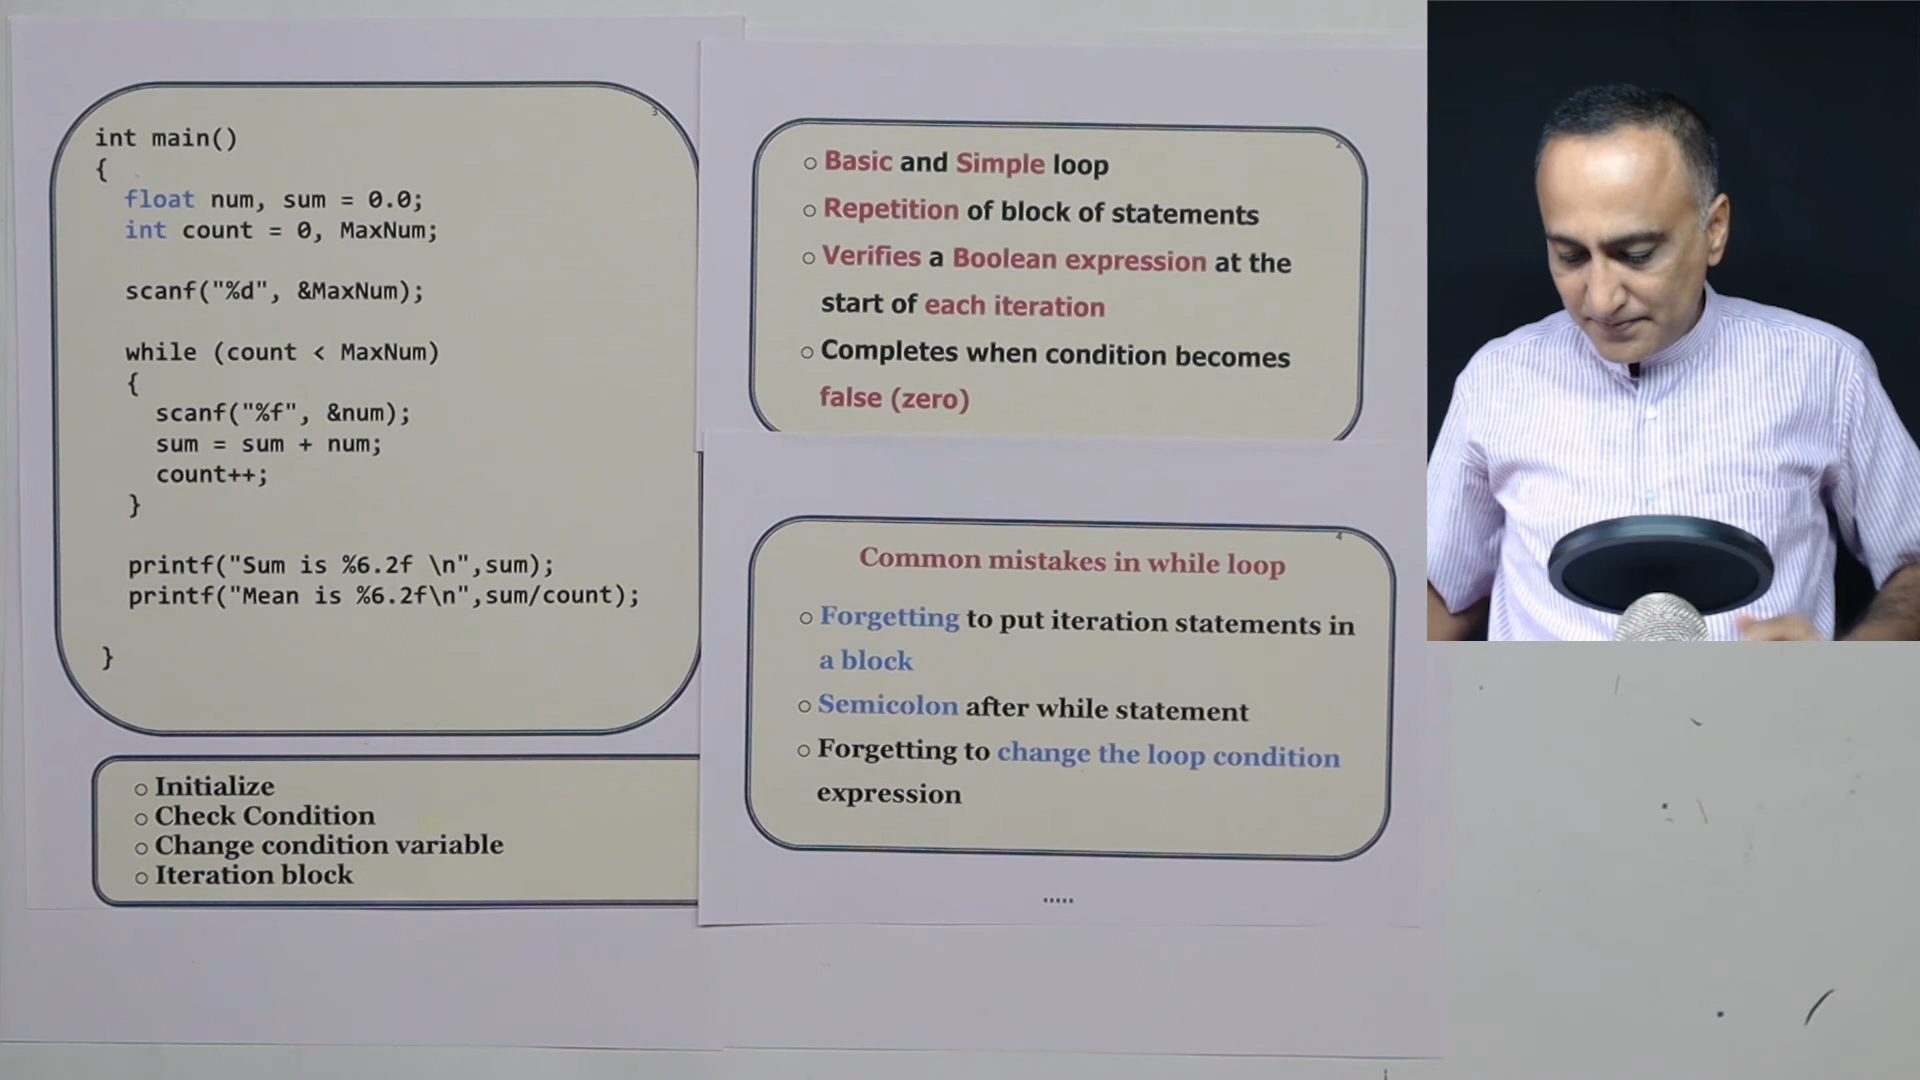 3
int main()
{
float num, sum = 0.0;
int count = 0, MaxNum;
scanf("%d", &MaxNum);
while (count < MaxNum)
{
scanf("%f", &num);
sum = sum + num;
count++;
}
printf("Sum is %6.2f \n",sum);
printf("Mean is %6.2f\n",sum/count);
}
○ Initialize
○ Check Condition
○ Change condition variable
○ Iteration block
2
○ Basic and Simple loop
○ Repetition of block of statements
○ Verifies a Boolean expression at the
start of each iteration
○ Completes when condition becomes
false (zero)
4
Common mistakes in while loop
○ Forgetting to put iteration statements in
a block
○ Semicolon after while statement
○ Forgetting to change the loop condition
expression
.....